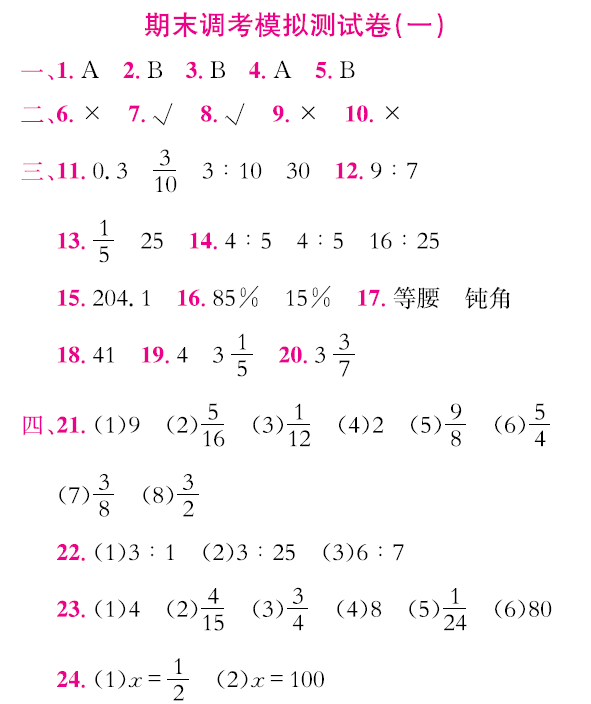 期末调考模拟测试卷(一)
一、1. A 2. B 3. B 4. A 5. B
二、6. × 7. √ 8. √ 9. × 10. ×
三、11. 0.3 3/10 3∶10 30 12. 9∶7
13. 1/5 25 14. 4∶5 4∶5 16∶25
15. 204.1 16. 85% 15% 17. 等腰 钝角
18. 41 19. 4 3 1/5 20. 3 3/7
四、21. (1)9 (2)5/16 (3)1/12 (4)2 (5)9/8 (6)5/4
(7)3/8 (8)3/2
22. (1)3∶1 (2)3∶25 (3)6∶7
23. (1)4 (2)4/15 (3)3/4 (4)8 (5)1/24 (6)80
24. (1)x=1/2 (2)x=100